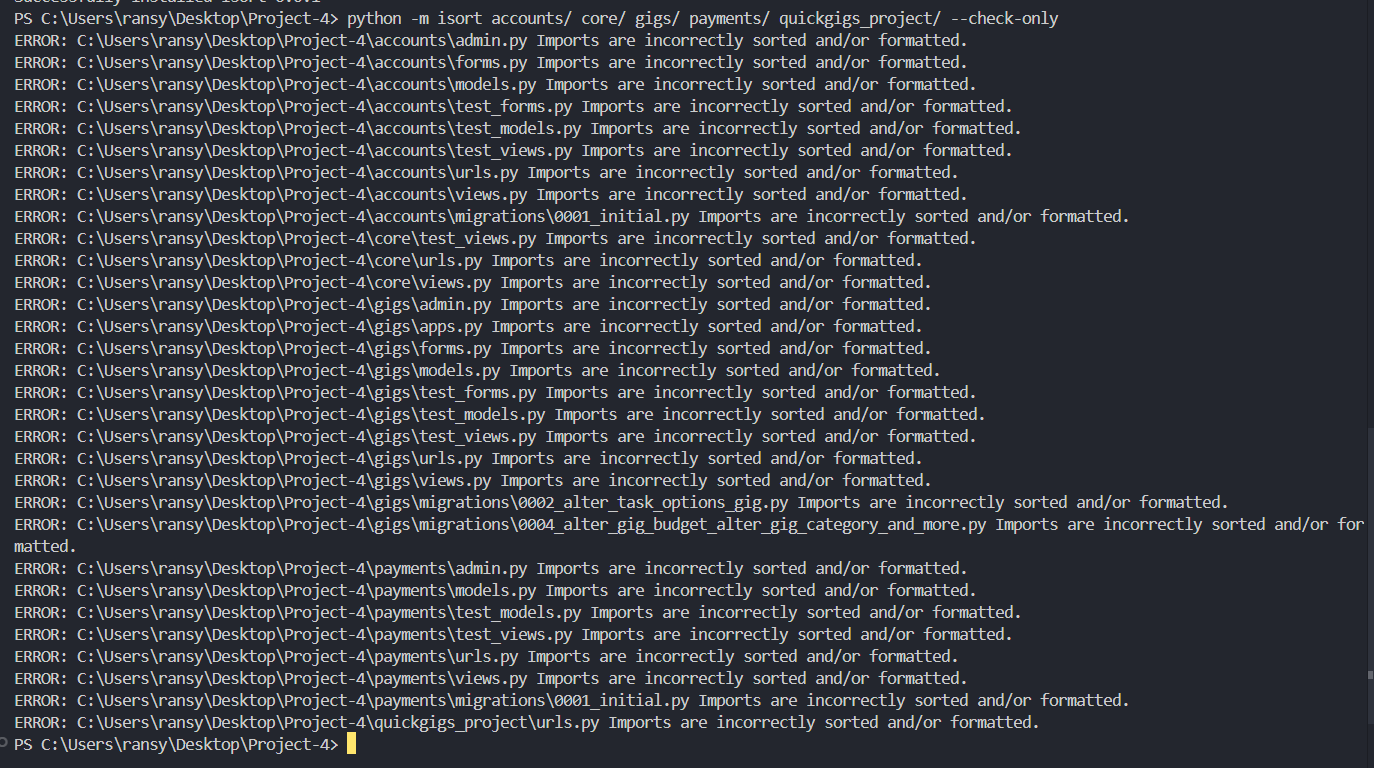 Successfully installed isort-6.0.1
PS C:\Users\ransy\Desktop\Project-4> python -m isort accounts/ core/ gigs/ payments/ quickgigs_project/ --check-only
ERROR: C:\Users\ransy\Desktop\Project-4\accounts\admin.py Imports are incorrectly sorted and/or formatted.
ERROR: C:\Users\ransy\Desktop\Project-4\accounts\forms.py Imports are incorrectly sorted and/or formatted.
ERROR: C:\Users\ransy\Desktop\Project-4\accounts\models.py Imports are incorrectly sorted and/or formatted.
ERROR: C:\Users\ransy\Desktop\Project-4\accounts\test_forms.py Imports are incorrectly sorted and/or formatted.
ERROR: C:\Users\ransy\Desktop\Project-4\accounts\test_models.py Imports are incorrectly sorted and/or formatted.
ERROR: C:\Users\ransy\Desktop\Project-4\accounts\test_views.py Imports are incorrectly sorted and/or formatted.
ERROR: C:\Users\ransy\Desktop\Project-4\accounts\urls.py Imports are incorrectly sorted and/or formatted.
ERROR: C:\Users\ransy\Desktop\Project-4\accounts\views.py Imports are incorrectly sorted and/or formatted.
ERROR: C:\Users\ransy\Desktop\Project-4\accounts\migrations\0001_initial.py Imports are incorrectly sorted and/or formatted.
ERROR: C:\Users\ransy\Desktop\Project-4\core\test_views.py Imports are incorrectly sorted and/or formatted.
ERROR: C:\Users\ransy\Desktop\Project-4\core\urls.py Imports are incorrectly sorted and/or formatted.
ERROR: C:\Users\ransy\Desktop\Project-4\core\views.py Imports are incorrectly sorted and/or formatted.
ERROR: C:\Users\ransy\Desktop\Project-4\gigs\admin.py Imports are incorrectly sorted and/or formatted.
ERROR: C:\Users\ransy\Desktop\Project-4\gigs\apps.py Imports are incorrectly sorted and/or formatted.
ERROR: C:\Users\ransy\Desktop\Project-4\gigs\forms.py Imports are incorrectly sorted and/or formatted.
ERROR: C:\Users\ransy\Desktop\Project-4\gigs\models.py Imports are incorrectly sorted and/or formatted.
ERROR: C:\Users\ransy\Desktop\Project-4\gigs\test_forms.py Imports are incorrectly sorted and/or formatted.
ERROR: C:\Users\ransy\Desktop\Project-4\gigs\test_models.py Imports are incorrectly sorted and/or formatted.
ERROR: C:\Users\ransy\Desktop\Project-4\gigs\test_views.py Imports are incorrectly sorted and/or formatted.
ERROR: C:\Users\ransy\Desktop\Project-4\gigs\urls.py Imports are incorrectly sorted and/or formatted.
ERROR: C:\Users\ransy\Desktop\Project-4\gigs\views.py Imports are incorrectly sorted and/or formatted.
ERROR: C:\Users\ransy\Desktop\Project-4\gigs\migrations\0002_alter_task_options_gig.py Imports are incorrectly sorted and/or formatted.
ERROR: C:\Users\ransy\Desktop\Project-4\gigs\migrations\0004_alter_gig_budget_alter_gig_category_and_more.py Imports are incorrectly sorted and/or for
matted.
ERROR: C:\Users\ransy\Desktop\Project-4\payments\admin.py Imports are incorrectly sorted and/or formatted.
ERROR: C:\Users\ransy\Desktop\Project-4\payments\models.py Imports are incorrectly sorted and/or formatted.
ERROR: C:\Users\ransy\Desktop\Project-4\payments\test_models.py Imports are incorrectly sorted and/or formatted.
ERROR: C:\Users\ransy\Desktop\Project-4\payments\test_views.py Imports are incorrectly sorted and/or formatted.
ERROR: C:\Users\ransy\Desktop\Project-4\payments\urls.py Imports are incorrectly sorted and/or formatted.
ERROR: C:\Users\ransy\Desktop\Project-4\payments\views.py Imports are incorrectly sorted and/or formatted.
ERROR: C:\Users\ransy\Desktop\Project-4\payments\migrations\0001_initial.py Imports are incorrectly sorted and/or formatted.
ERROR: C:\Users\ransy\Desktop\Project-4\quickgigs_project\urls.py Imports are incorrectly sorted and/or formatted.
PS C:\Users\ransy\Desktop\Project-4>